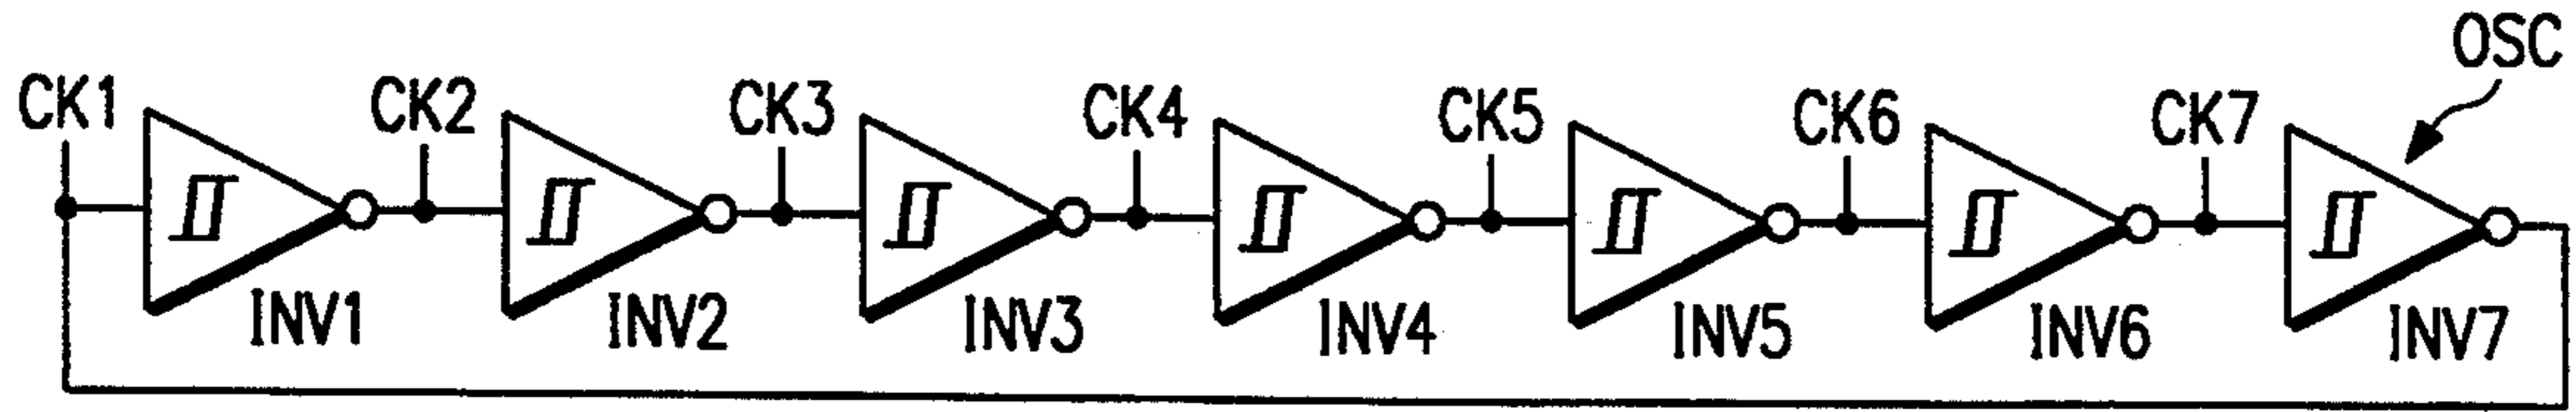 OSC
CK1 CK2 CK3 CK4 CK5 CK6 CK7
INV1 INV2 INV3 INV4 INV5 INV6 INV7